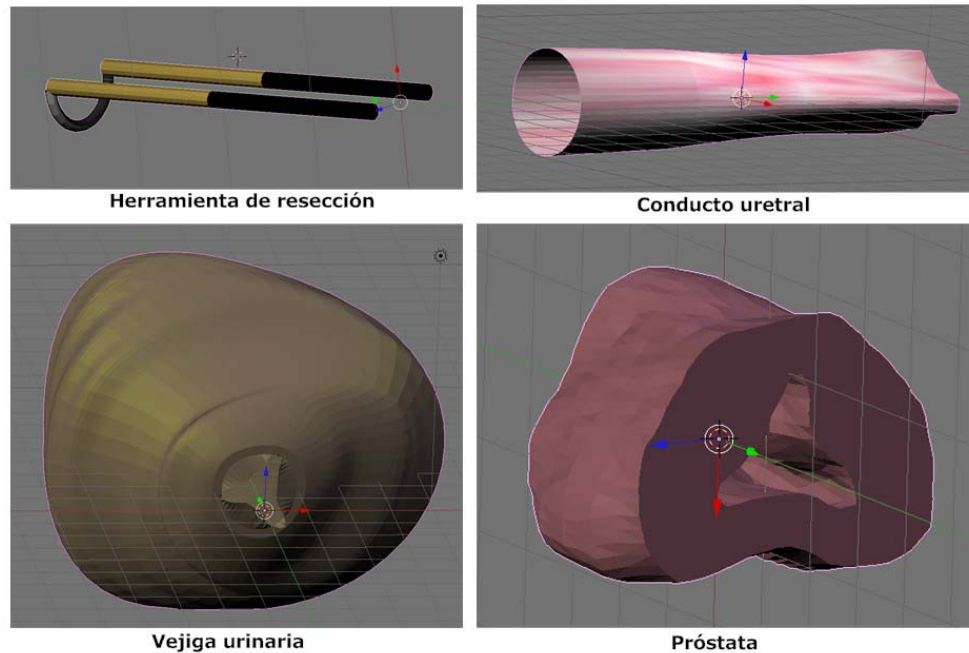 Herramienta de resección
Conducto uretral
Vejiga urinaria
Próstata